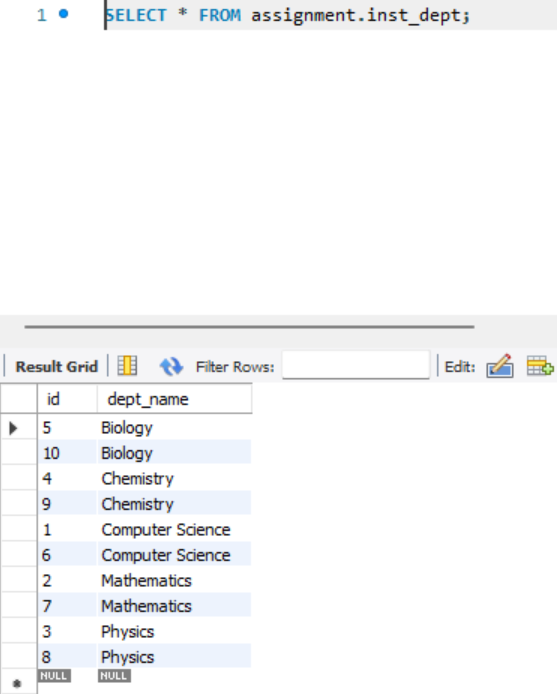 1 SELECT * FROM assignment.inst_dept;
Result Grid Filter Rows: Edit:
id dept_name
5 Biology
10 Biology
4 Chemistry
9 Chemistry
1 Computer Science
6 Computer Science
2 Mathematics
7 Mathematics
3 Physics
8 Physics
NULL NULL